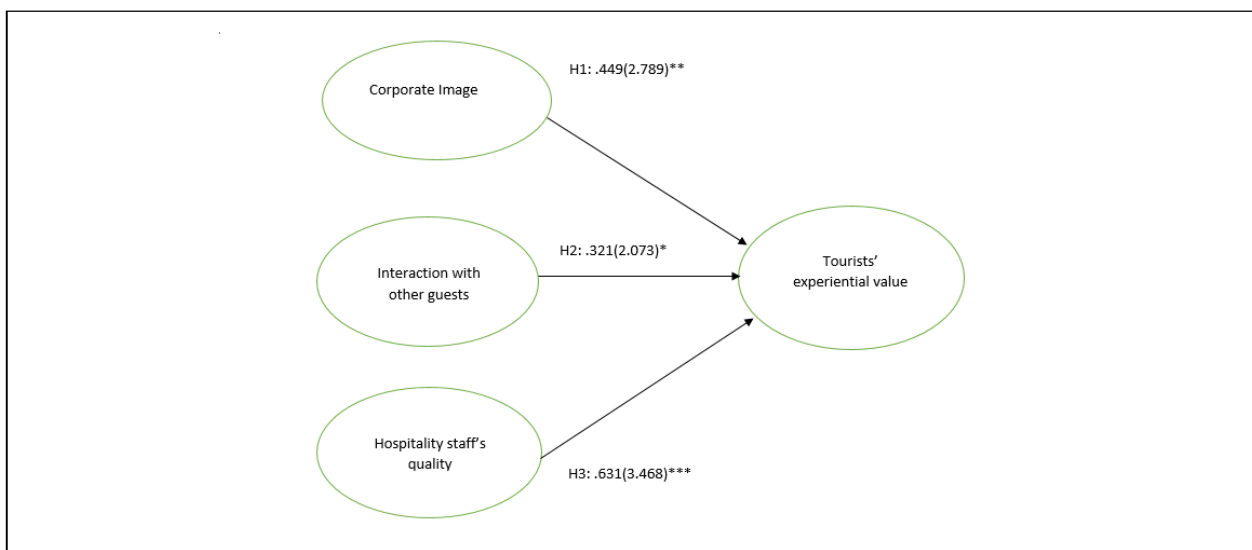 H1: .449(2.789)**
Corporate Image
Interaction with
other guests
H2: .321(2.073)*
Tourists’
experiential value
Hospitality staff’s
quality
H3: .631(3.468)***